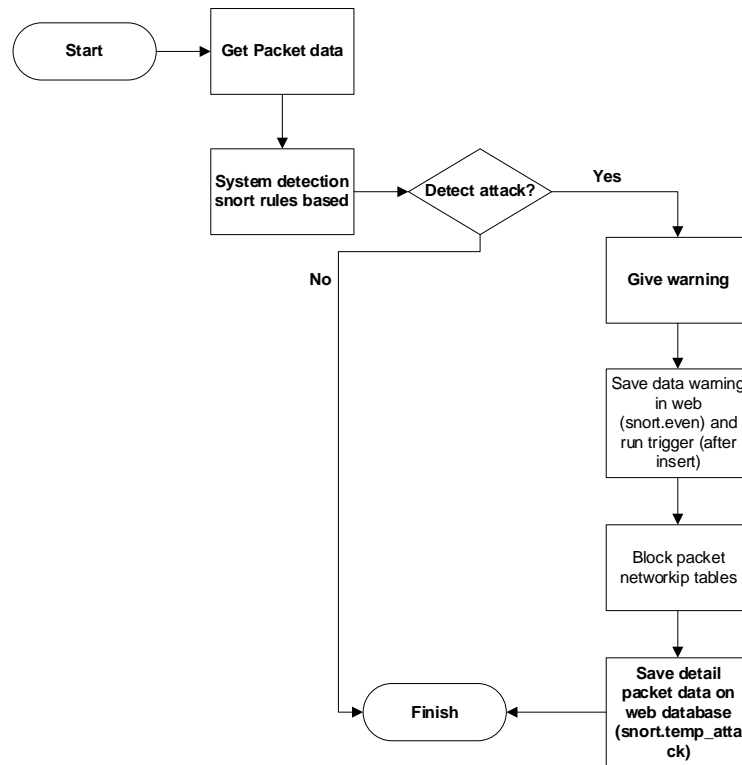 Start
Get Packet data
System detection
snort rules based
Detect attack?
Yes
No
Give warning
Save data warning
in web
(snort.even) and
run trigger (after
insert)
Block packet
networkip tables
Save detail
packet data on
web database
(snort.temp_atta
ck)
Finish